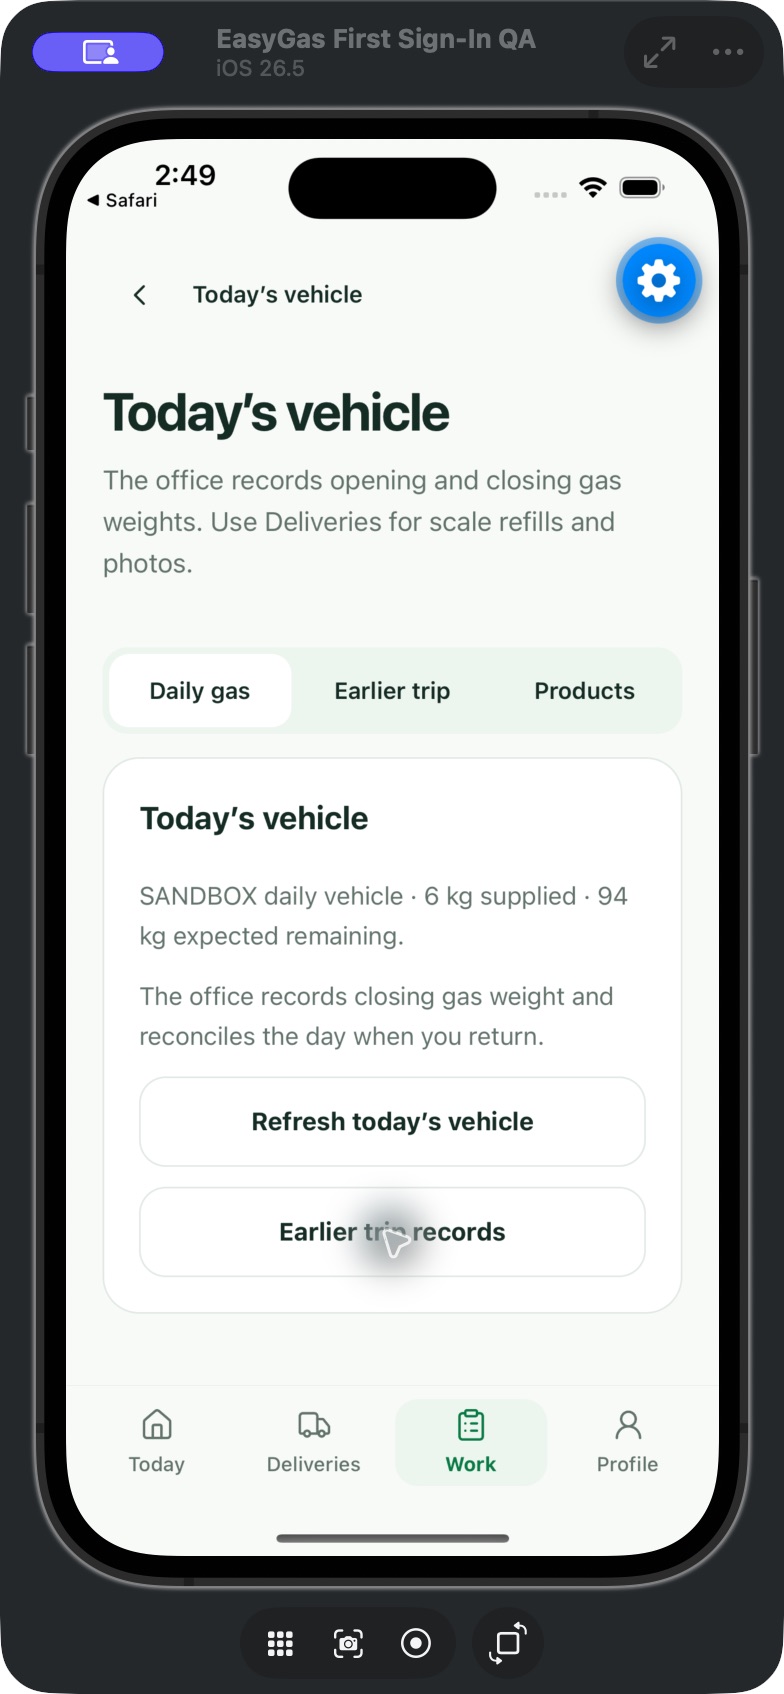 EasyGas First Sign-In QA
iOS 26.5
2:49
◀ Safari
Today’s vehicle
Today’s vehicle
The office records opening and closing gas
weights. Use Deliveries for scale refills and
photos.
Daily gas
Earlier trip
Products
Today’s vehicle
SANDBOX daily vehicle · 6 kg supplied · 94
kg expected remaining.
The office records closing gas weight and
reconciles the day when you return.
Refresh today’s vehicle
Earlier trip records
Today
Deliveries
Work
Profile